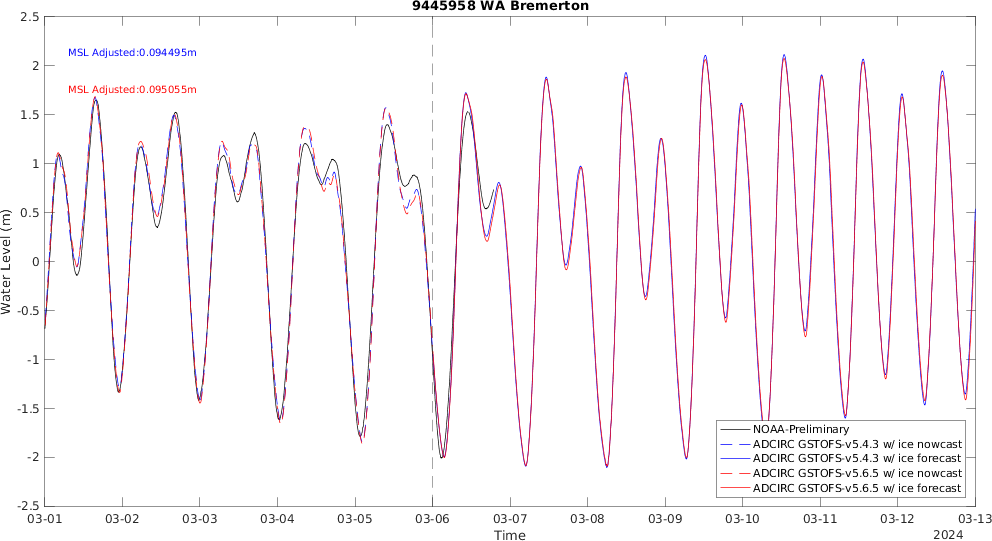 9445958 WA Bremerton
MSL Adjusted:0.094495m
MSL Adjusted:0.095055m
Water Level (m)
2.5
2
1.5
1
0.5
0
-0.5
-1
-1.5
-2
-2.5
NOAA-Preliminary
ADCIRC GSTOFS-v5.4.3 w/ ice nowcast
ADCIRC GSTOFS-v5.4.3 w/ ice forecast
ADCIRC GSTOFS-v5.6.5 w/ ice nowcast
ADCIRC GSTOFS-v5.6.5 w/ ice forecast
03-01 03-02 03-03 03-04 03-05 03-06 03-07 03-08 03-09 03-10 03-11 03-12 03-13
Time
2024